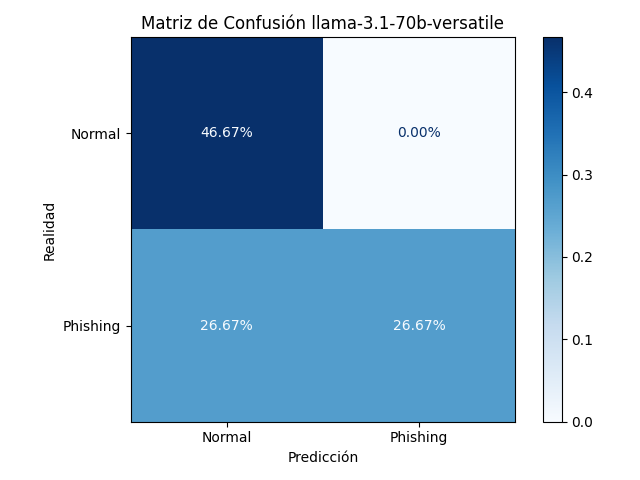 Matriz de Confusión llama-3.1-70b-versatile
Normal
46.67%
0.00%
Realidad
Phishing
26.67%
26.67%
Normal
Phishing
Predicción
0.4
0.3
0.2
0.1
0.0